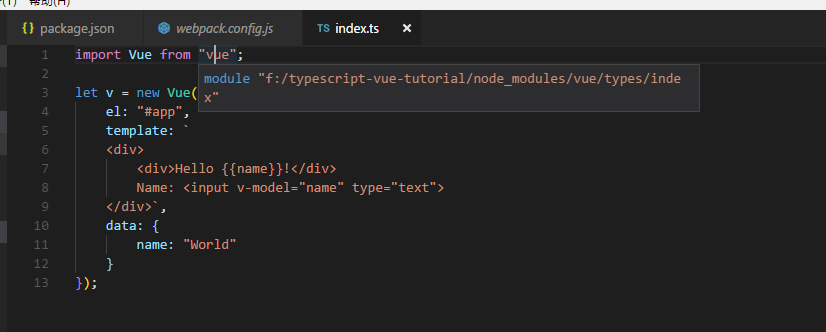 帮助(H)
{} package.json webpack.config.js TS index.ts ×
1 import Vue from "vue";
2
module "f:/typescript-vue-tutorial/node_modules/vue/types/inde
x"
3 let v = new Vue(
4 el: "#app",
5 template: `
6 <div>
7 <div>Hello {{name}}!</div>
8 Name: <input v-model="name" type="text">
9 </div>`,
10 data: {
11 name: "World"
12 }
13 });